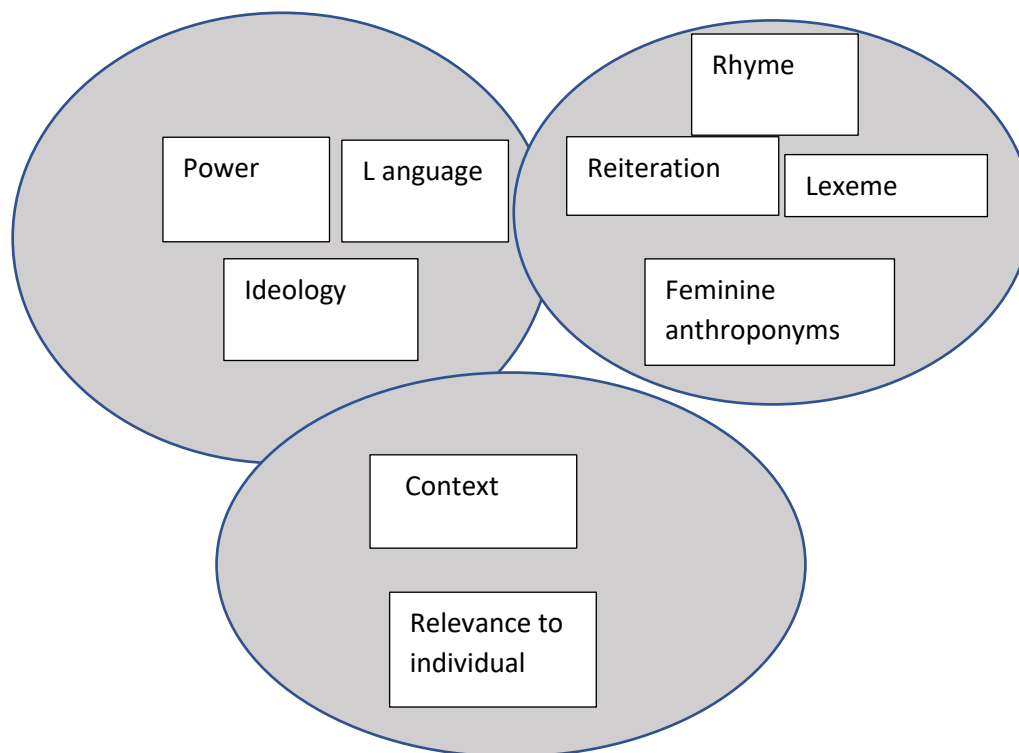 Power
L anguage
Ideology
Rhyme
Reiteration
Lexeme
Feminine
anthroponyms
Context
Relevance to
individual